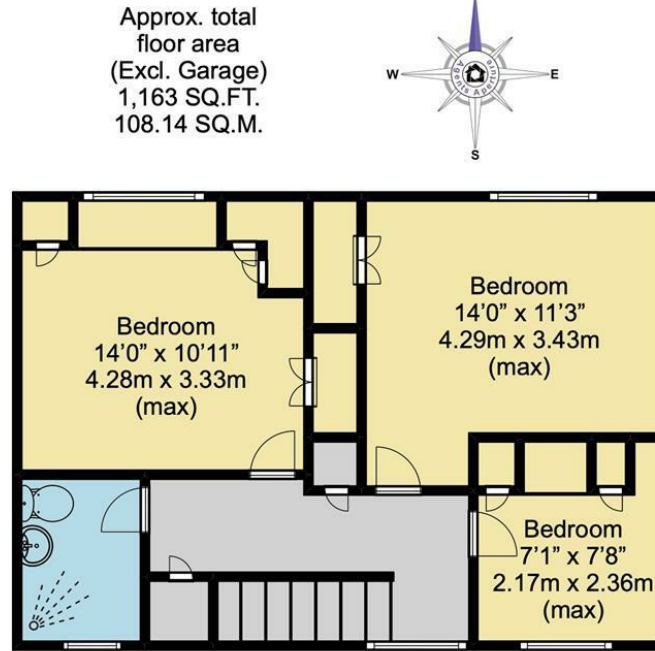 Approx. total
floor area
(Excl. Garage)
1,163 SQ.FT.
108.14 SQ.M.
W
E
S
Agents Aperture
Bedroom
14'0" x 10'11"
4.28m x 3.33m
(max)
Bedroom
14'0" x 11'3"
4.29m x 3.43m
(max)
Bedroom
7'1" x 7'8"
2.17m x 2.36m
(max)